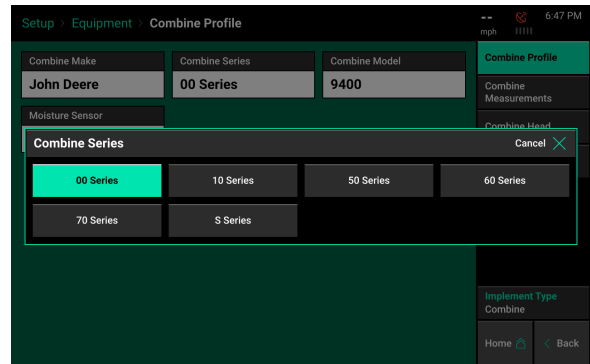 Setup > Equipment > Combine Profile
-- 6:47 PM
mph
Combine Make
Combine Series
Combine Model
John Deere
00 Series
9400
Moisture Sensor
Combine Profile
Combine
Measurements
Combine Head
Combine Series
Cancel
00 Series
10 Series
50 Series
60 Series
70 Series
S Series
Implement Type
Combine
Home
< Back